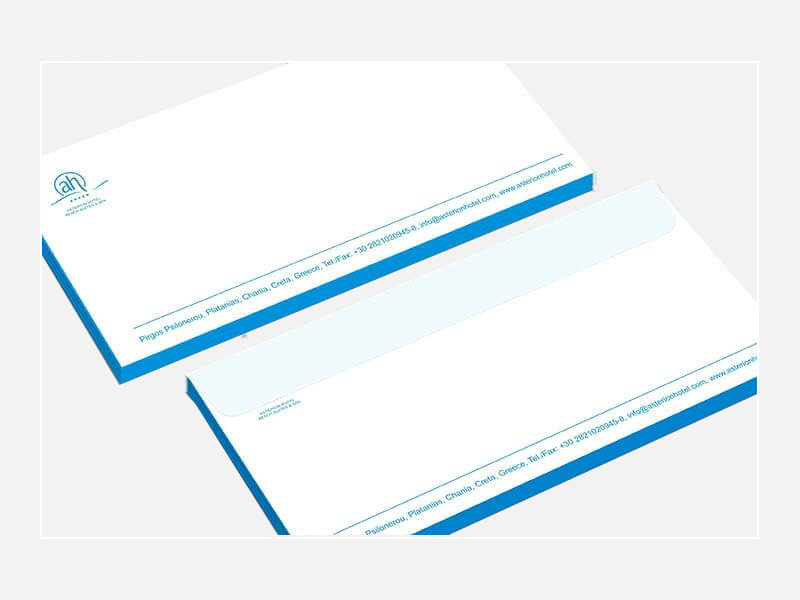 ah
ASTERION HOTEL
BEACH SUITES & SPA
Pirgos Psilonerou, Platanias, Chania, Creta, Greece, Tel./Fax: +30 2821020945-8, info@asterionhotel.com, www.asterionhotel.com
ASTERION HOTEL
BEACH SUITES & SPA
Psilonerou, Platanias, Chania, Creta, Greece, Tel./Fax: +30 2821020945-8, info@asterionhotel.com, www.asterionh